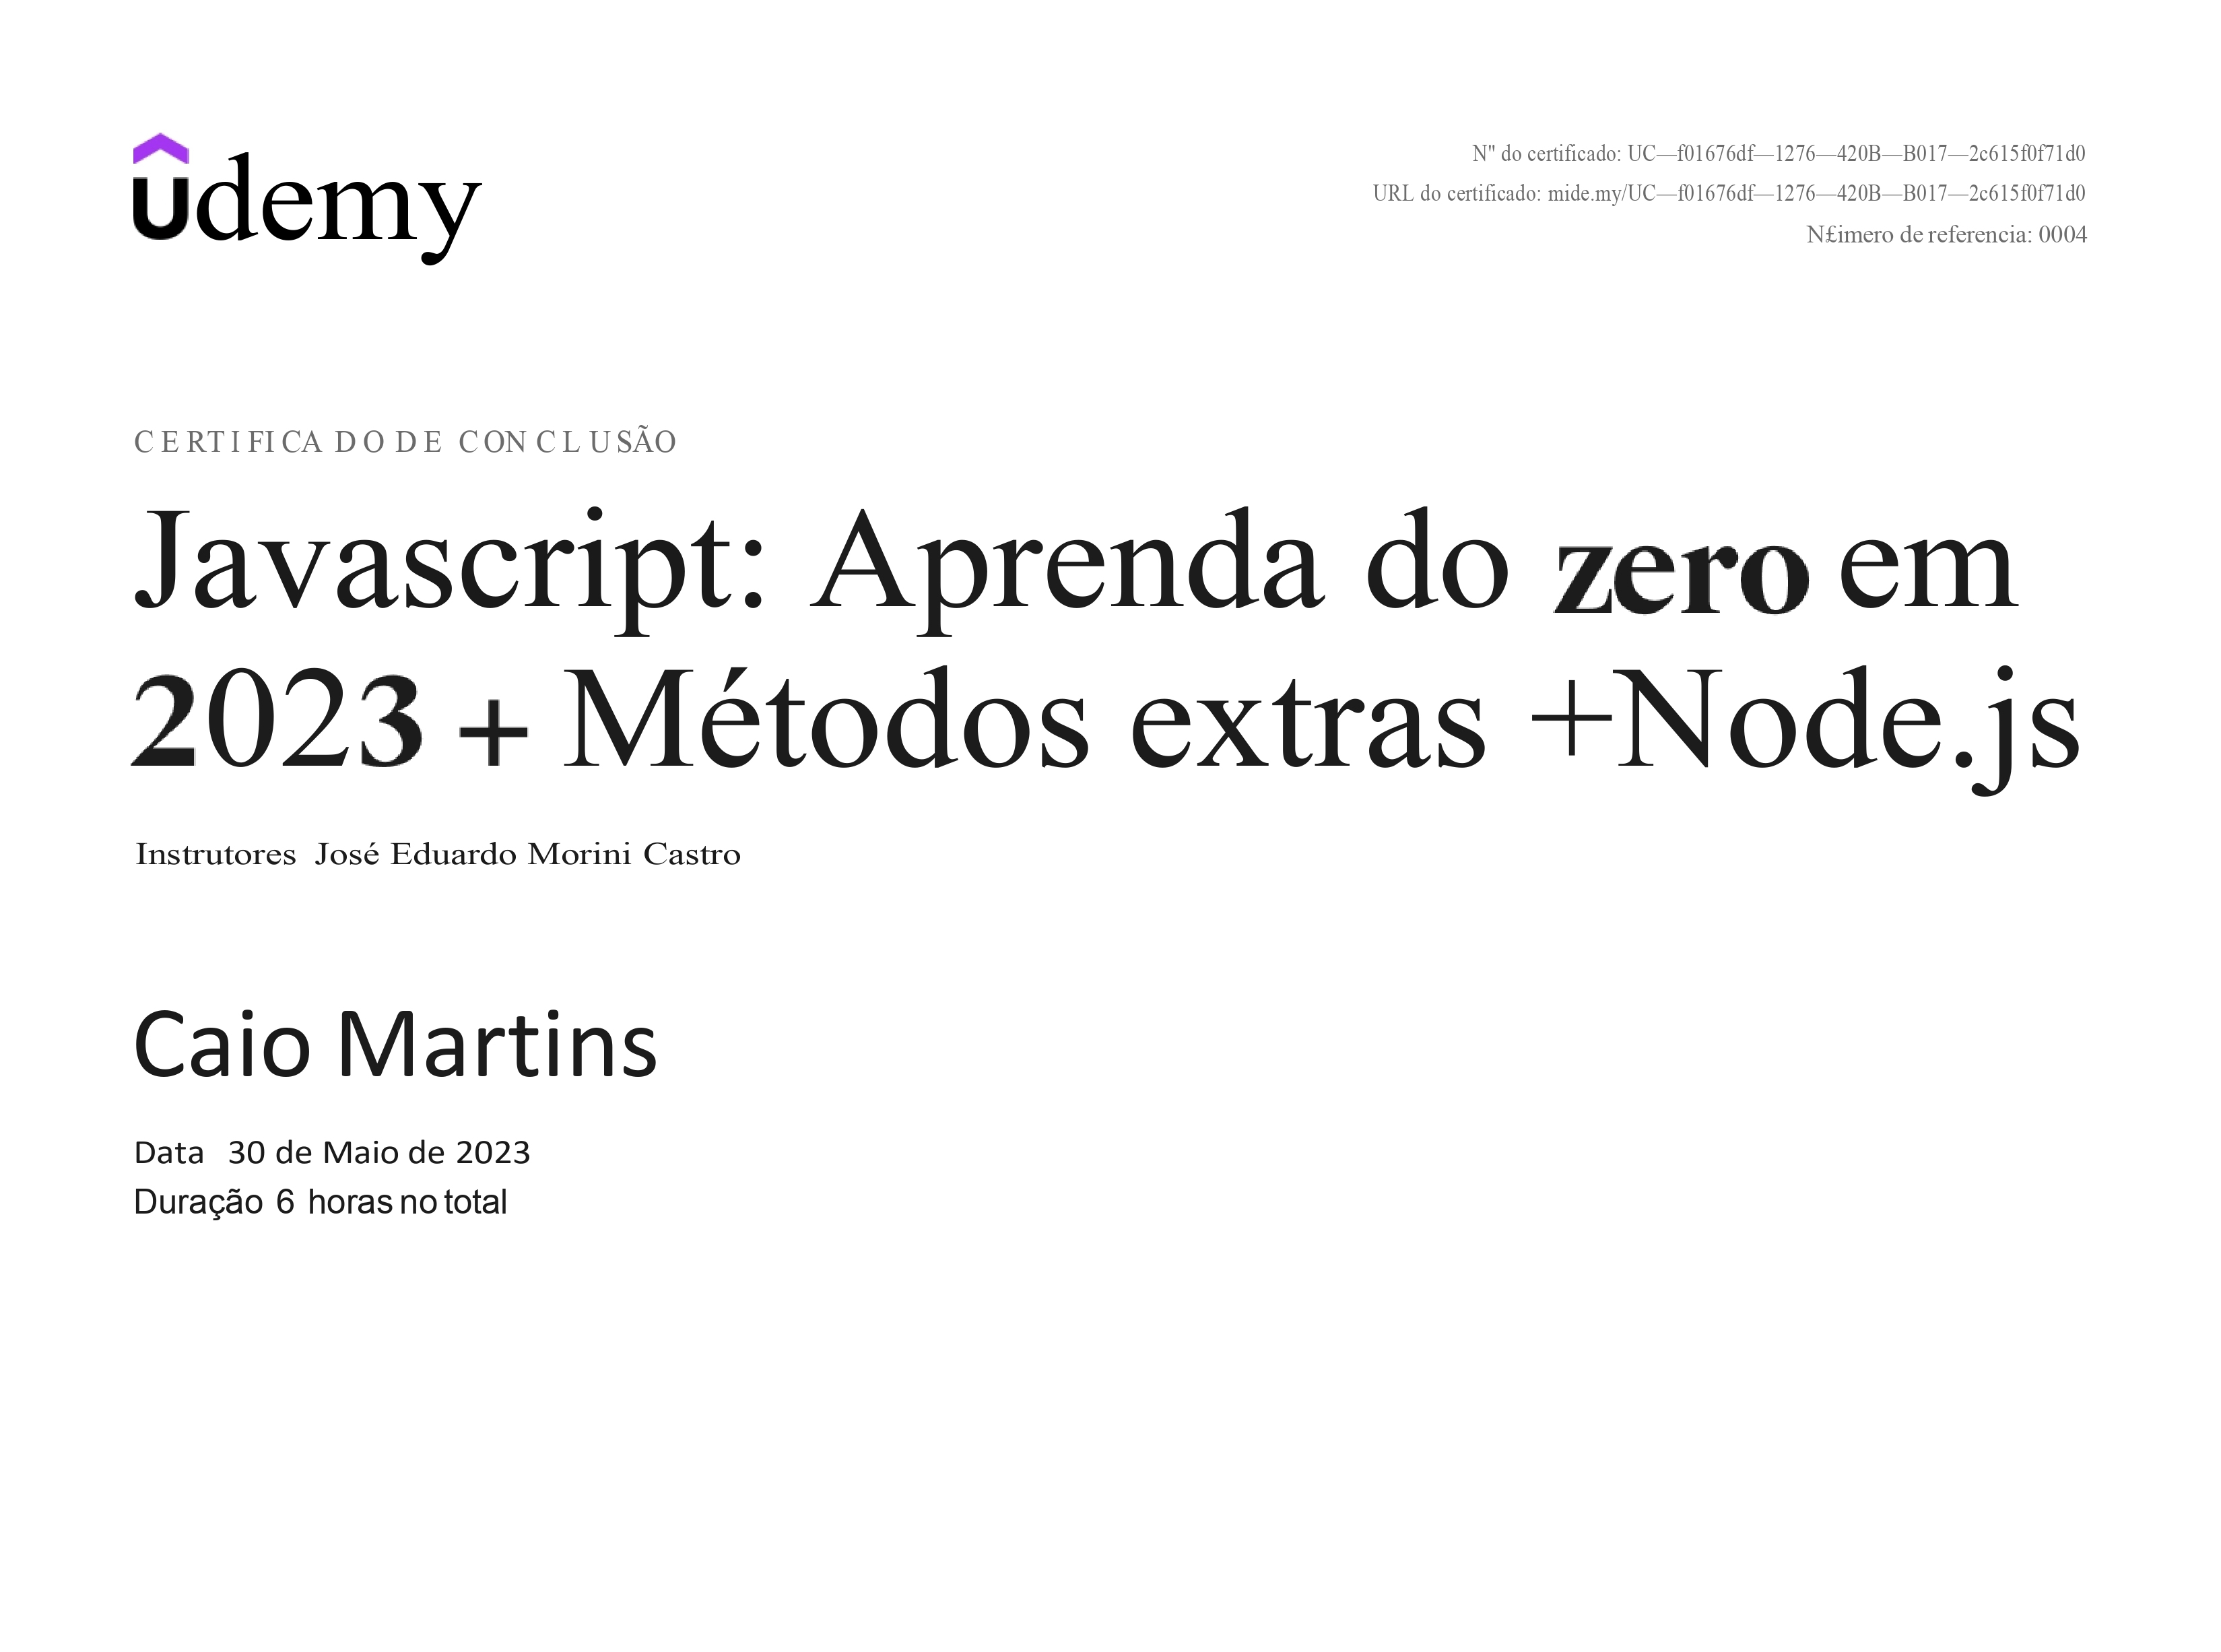 udemy
N" do certificado: UC—f01676df—1276—420B—B017—2c615f0f71d0
URL do certificado: mide.my/UC—f01676df—1276—420B—B017—2c615f0f71d0
N£imero de referencia: 0004
CERTIFICADO DE CONCLUSÃO
Javascript: Aprenda do zero em
2023 + Métodos extras +Node.js
Instrutores José Eduardo Morini Castro
Caio Martins
Data 30 de Maio de 2023
Duração 6 horas no total